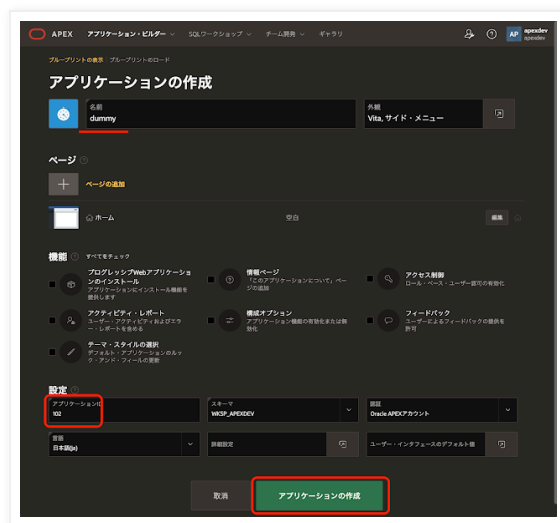 APEX アプリケーション・ビルダー SQLワークショップ チーム開発 ギャラリ AP apexdev
apexdev
ブループリントの表示 ブループリントのロード
アプリケーションの作成
名前
dummy
外観
Vita, サイド・メニュー
ページ
ページの追加
ホーム 空白 編集
機能 すべてをチェック
プログレッシブWebアプリケーションのインストール
アプリケーションにインストール機能を提供します
情報ページ
「このアプリケーションについて」ページの追加
アクセス制御
ロール・ベース・ユーザー認可の有効化
アクティビティ・レポート
ユーザー・アクティビティおよびエラー・レポートを含める
構成オプション
アプリケーション機能の有効化または無効化
フィードバック
ユーザーによるフィードバックの提供を許可
テーマ・スタイルの選択
デフォルト・アプリケーションのルック・アンド・フィールの更新
設定
アプリケーションID
102
スキーマ
WKSP_APEXDEV
認証
Oracle APEXアカウント
言語
日本語(ja)
詳細設定
ユーザー・インタフェースのデフォルト値
取消 アプリケーションの作成